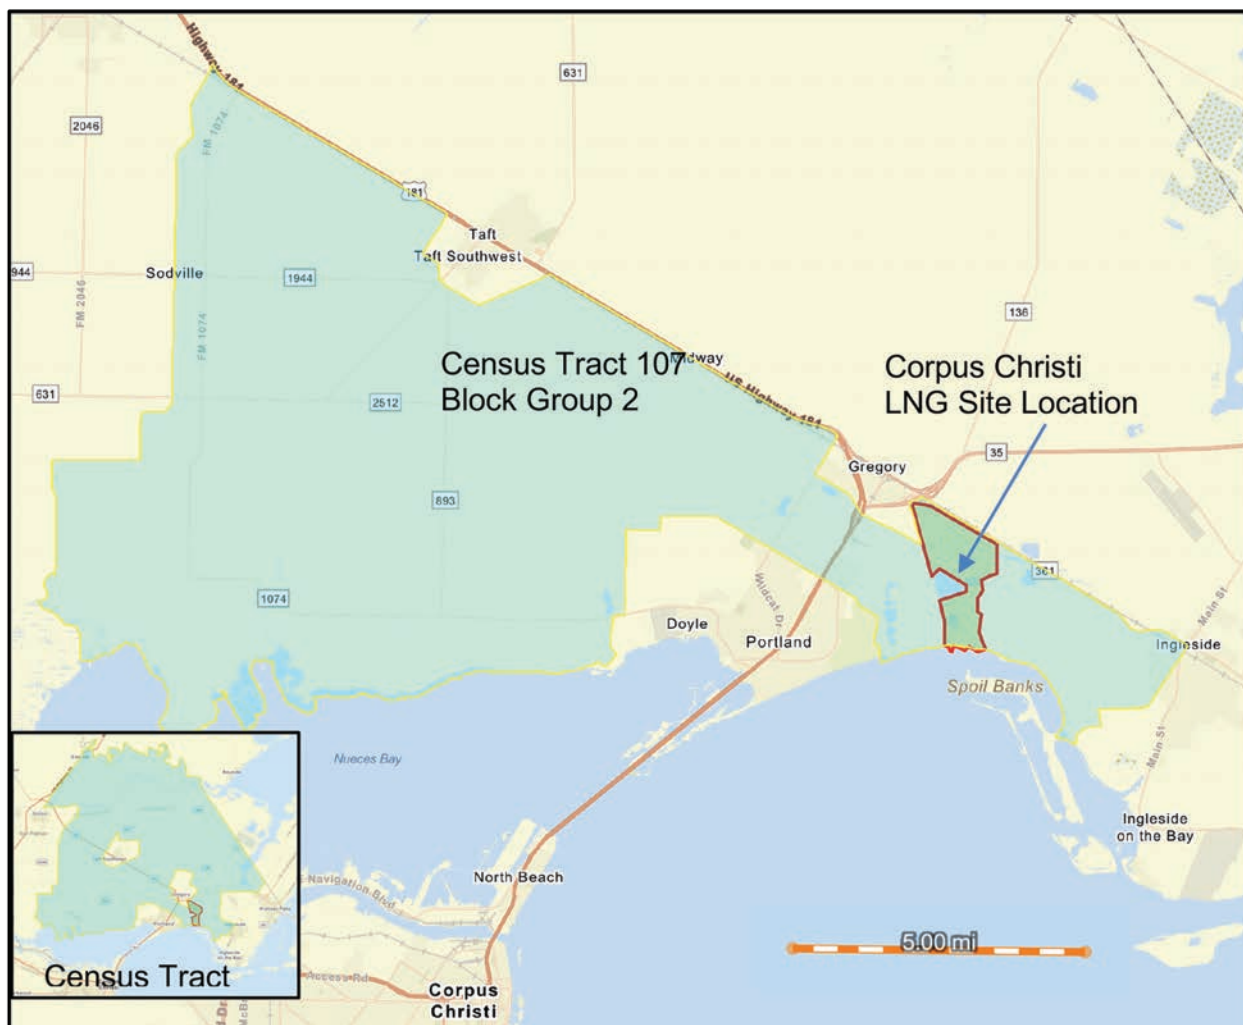 Highway 181
631
2046
FM 1074
181
Taft
Taft Southwest
944
Sodville
1944
FM 2046
FM 1074
136
Midway
Census Tract 107
Block Group 2
US Highway 181
Corpus Christi
LNG Site Location
631
2512
35
Gregory
893
361
1074
Wildcat Dr
Doyle
Portland
Main St
Ingleside
Spoil Banks
Main St
Nueces Bay
Ingleside
on the Bay
North Beach
Navigation Blvd
5.00 mi
Access Rd
Census Tract
Corpus
Christi